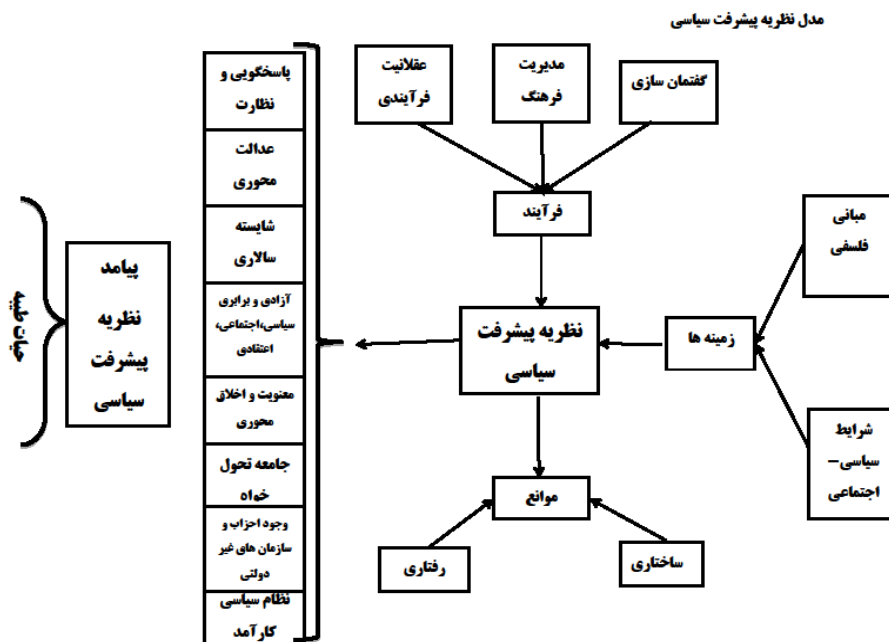 مدل نظریه پیشرفت سیاسی
گفتمان سازی
مدیریت
فرهنگ
عقلانیت
فرآیندی
فرآیند
مبانی
فلسفی
زمینه ها
شرایط
سیاسی–
اجتماعی
نظریه پیشرفت
سیاسی
موانع
ساختاری
رفتاری
پاسخگویی و
نظارت
عدالت
محوری
شایسته
سالاری
آزادی و برابری
سیاسی،اجتماعی،
اعتقادی
معنویت و اخلاق
محوری
جامعه تحول
خواه
وجود احزاب و
سازمان های غیر
دولتی
نظام سیاسی
کارآمد
پیامد
نظریه
پیشرفت
سیاسی
حیات طیبه